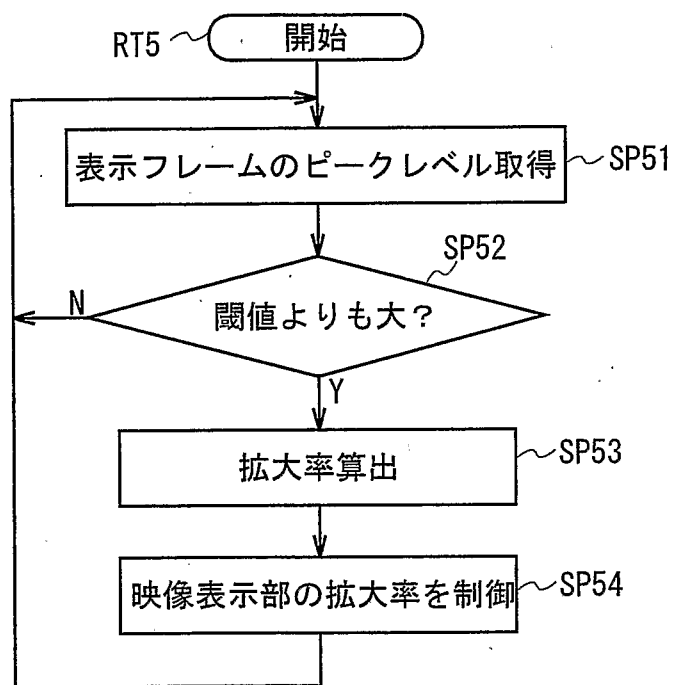 RT5
開始
表示フレームのピークレベル取得
SP51
SP52
閾値よりも大?
N
Y
拡大率算出
SP53
映像表示部の拡大率を制御
SP54